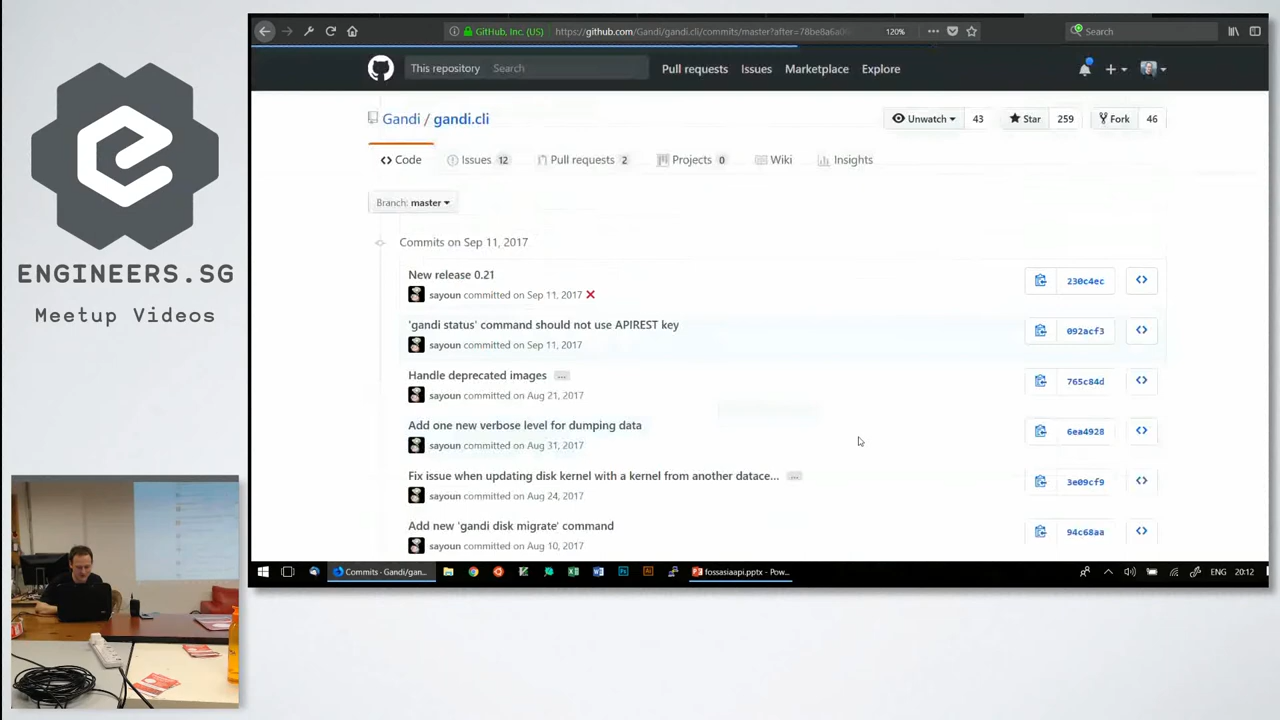 GitHub, Inc. (US)
https://github.com/Gandi/gandi.cli/commits/master?after=78be8a6a0
120%
Search
This repository
Search
Pull requests
Issues
Marketplace
Explore
Gandi / gandi.cli
Unwatch
43
Star
259
Fork
46
Code
Issues 12
Pull requests 2
Projects 0
Wiki
Insights
Branch: master
Commits on Sep 11, 2017
New release 0.21
sayoun committed on Sep 11, 2017
230c4ec
'gandi status' command should not use APIREST key
sayoun committed on Sep 11, 2017
092acf3
Handle deprecated images ...
sayoun committed on Aug 21, 2017
765c84d
Add one new verbose level for dumping data
sayoun committed on Aug 31, 2017
6ea4928
Fix issue when updating disk kernel with a kernel from another datace... ...
sayoun committed on Aug 24, 2017
3e09cf9
Add new 'gandi disk migrate' command
sayoun committed on Aug 10, 2017
94c68aa
Commits · Gandi/gan...
fossasiaapi.pptx - Pow...
ENG
20:12
ENGINEERS.SG
Meetup Videos